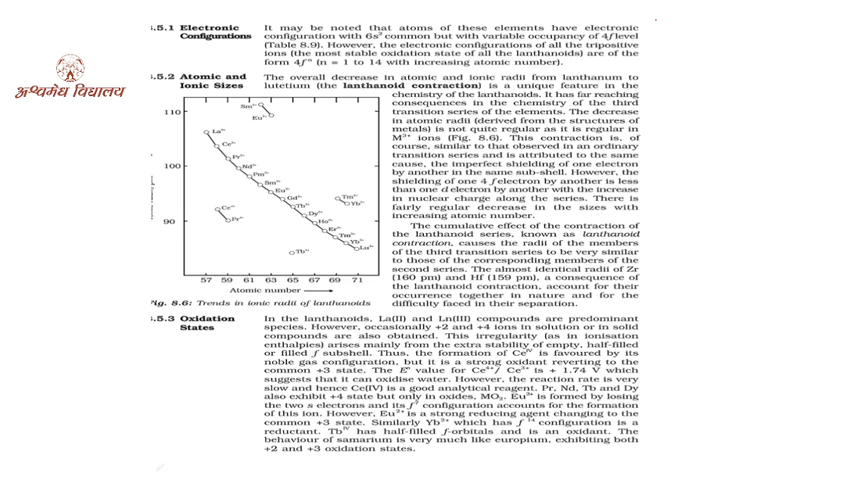 .5.1 Electronic Configurations
It may be noted that atoms of these elements have electronic
configuration with 6s² common but with variable occupancy of 4f level
(Table 8.9). However, the electronic configurations of all the tripositive
ions (the most stable oxidation state of all the lanthanoids) are of the
form 4fⁿ (n = 1 to 14 with increasing atomic number).
अश्वमेध विद्यालय
.5.2 Atomic and Ionic Sizes
The overall decrease in atomic and ionic radii from lanthanum to
lutetium (the lanthanoid contraction) is a unique feature in the
chemistry of the lanthanoids. It has far reaching
consequences in the chemistry of the third
transition series of the elements. The decrease
in atomic radii (derived from the structures of
metals) is not quite regular as it is regular in
M³⁺ ions (Fig. 8.6). This contraction is, of
course, similar to that observed in an ordinary
transition series and is attributed to the same
cause, the imperfect shielding of one electron
by another in the same sub-shell. However, the
shielding of one 4 f electron by another is less
than one d electron by another with the increase
in nuclear charge along the series. There is
fairly regular decrease in the sizes with
increasing atomic number.
The cumulative effect of the contraction of
the lanthanoid series, known as lanthanoid
contraction, causes the radii of the members
of the third transition series to be very similar
to those of the corresponding members of the
second series. The almost identical radii of Zr
(160 pm) and Hf (159 pm), a consequence of
the lanthanoid contraction, account for their
occurrence together in nature and for the
difficulty faced in their separation.
110
100
90
Sm²⁺
Eu²⁺
La³⁺
Ce³⁺
Pr³⁺
Nd³⁺
Pm³⁺
Sm³⁺
Eu³⁺
Gd³⁺
Tb³⁺
Dy³⁺
Ho³⁺
Er³⁺
Tm³⁺
Yb³⁺
Lu³⁺
Tm²⁺
Yb²⁺
Ce⁴⁺
Pr⁴⁺
Tb⁴⁺
57 59 61 63 65 67 69 71
Atomic number
Fig. 8.6: Trends in ionic radii of lanthanoids
.5.3 Oxidation States
In the lanthanoids, La(II) and Ln(III) compounds are predominant
species. However, occasionally +2 and +4 ions in solution or in solid
compounds are also obtained. This irregularity (as in ionisation
enthalpies) arises mainly from the extra stability of empty, half-filled
or filled f subshell. Thus, the formation of Ceᴵⱽ is favoured by its
noble gas configuration, but it is a strong oxidant reverting to the
common +3 state. The Eᵒ value for Ce⁴⁺/ Ce³⁺ is + 1.74 V which
suggests that it can oxidise water. However, the reaction rate is very
slow and hence Ce(IV) is a good analytical reagent. Pr, Nd, Tb and Dy
also exhibit +4 state but only in oxides, MO₂. Eu²⁺ is formed by losing
the two s electrons and its f⁷ configuration accounts for the formation
of this ion. However, Eu²⁺ is a strong reducing agent changing to the
common +3 state. Similarly Yb²⁺ which has f¹⁴ configuration is a
reductant. Tbᴵⱽ has half-filled f-orbitals and is an oxidant. The
behaviour of samarium is very much like europium, exhibiting both
+2 and +3 oxidation states.